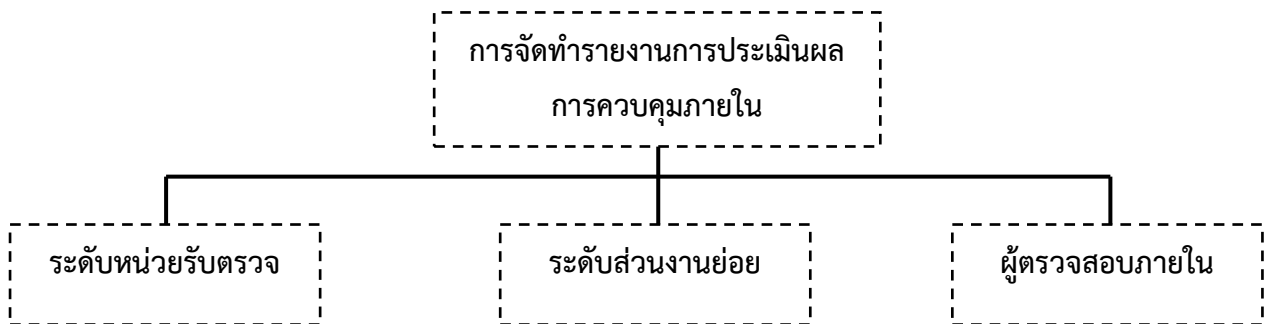 การจัดทำรายงานการประเมินผล
การควบคุมภายใน
ระดับหน่วยรับตรวจ
ระดับส่วนงานย่อย
ผู้ตรวจสอบภายใน